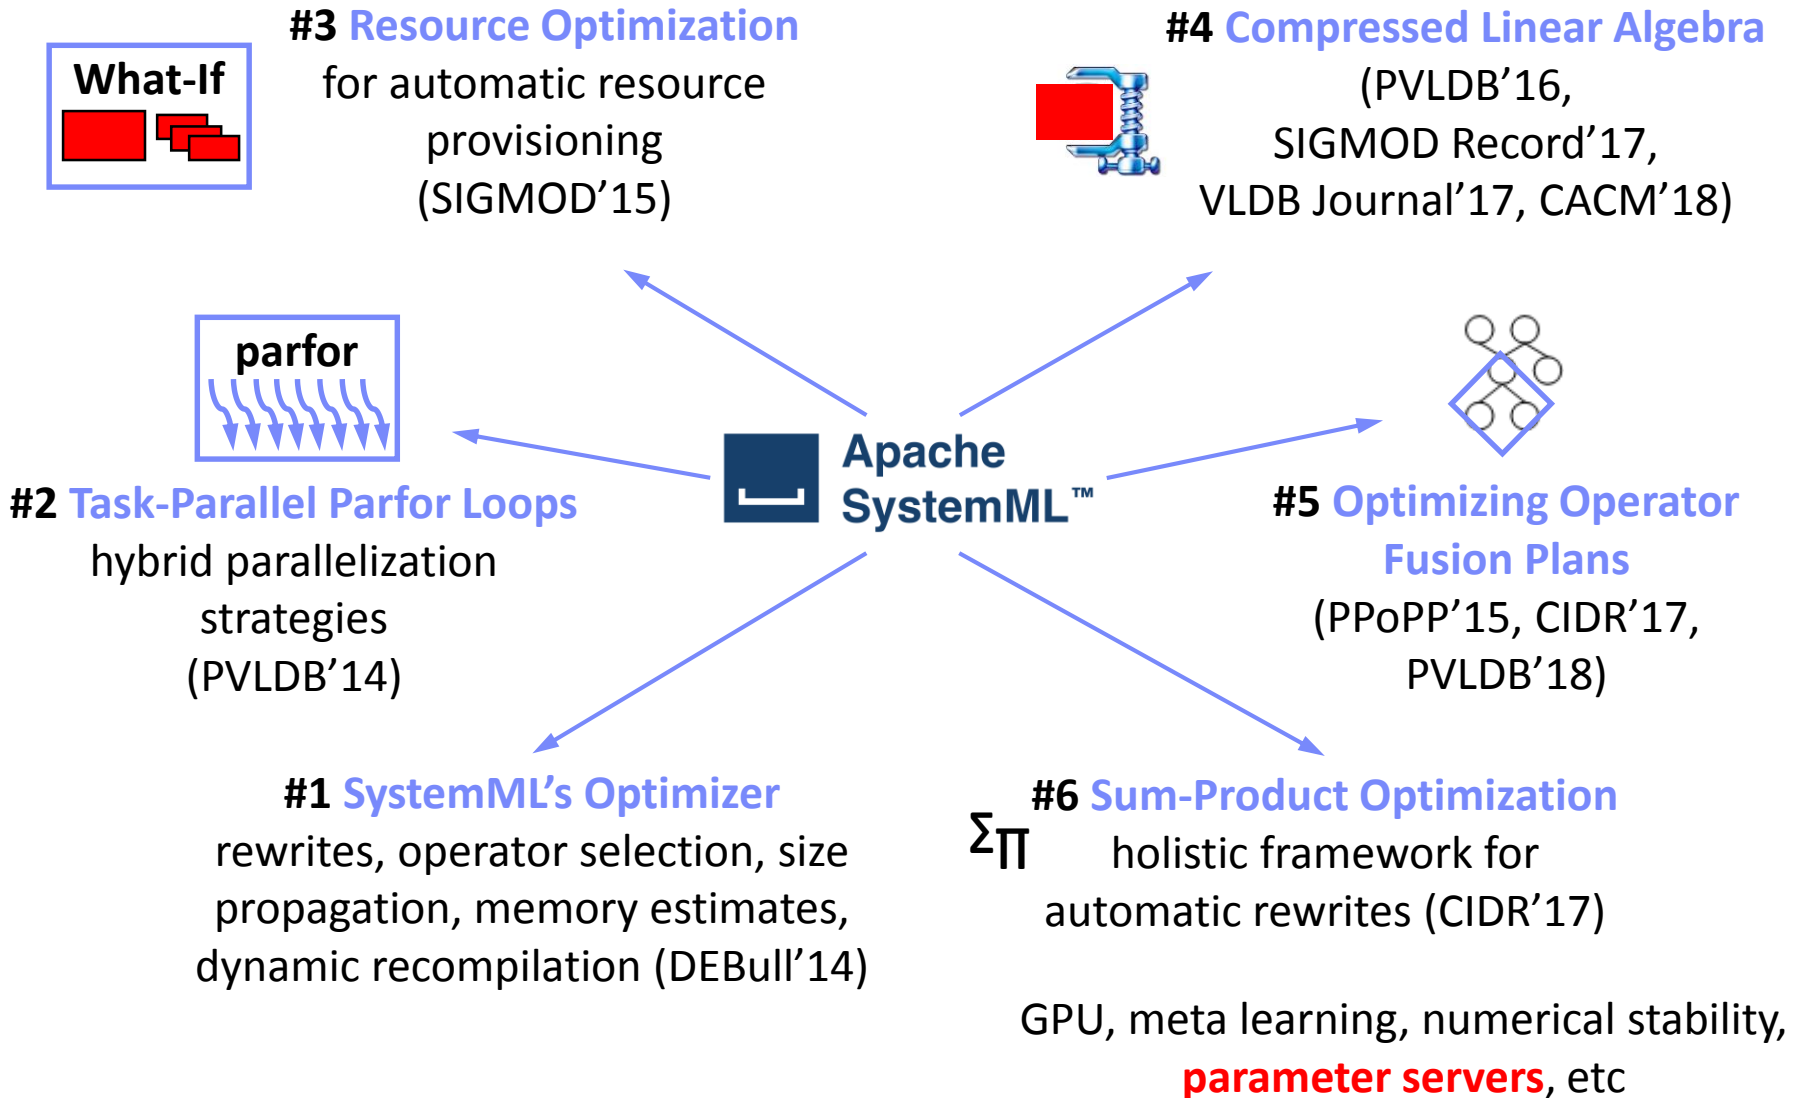 #3 Resource Optimization
for automatic resource
provisioning
(SIGMOD’15)
What-If
#4 Compressed Linear Algebra
(PVLDB’16,
SIGMOD Record’17,
VLDB Journal’17, CACM’18)
parfor
#2 Task-Parallel Parfor Loops
hybrid parallelization
strategies
(PVLDB’14)
Apache
SystemML™
#5 Optimizing Operator
Fusion Plans
(PPoPP’15, CIDR’17,
PVLDB’18)
#1 SystemML’s Optimizer
rewrites, operator selection, size
propagation, memory estimates,
dynamic recompilation (DEBull’14)
ΣΠ
#6 Sum-Product Optimization
holistic framework for
automatic rewrites (CIDR’17)
GPU, meta learning, numerical stability,
parameter servers, etc